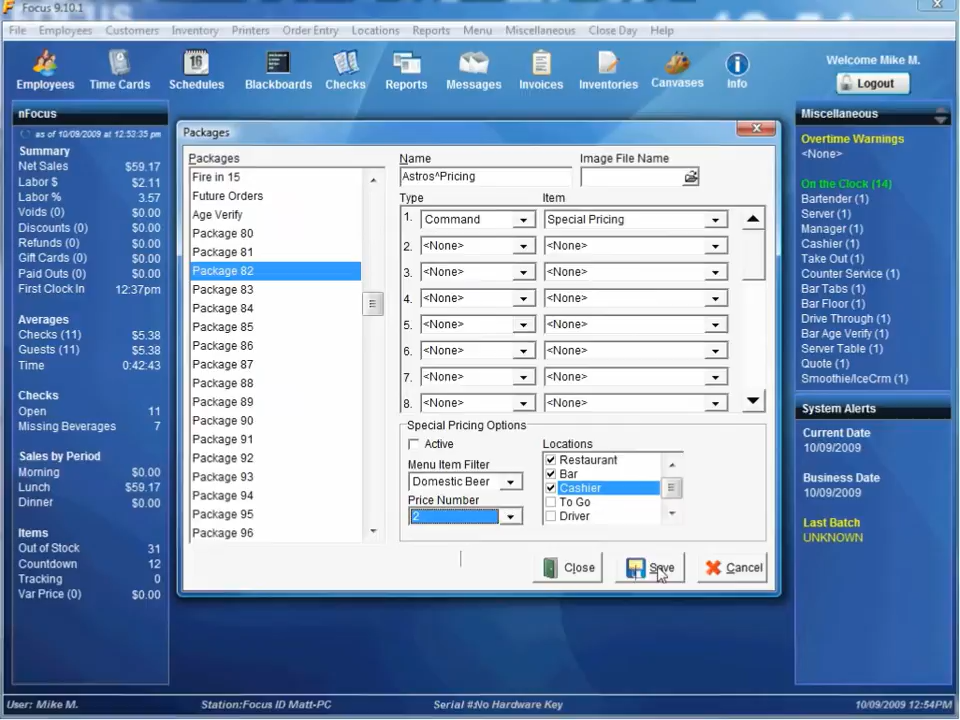 Focus 9.10.1
File Employees Customers Inventory Printers Order Entry Locations Reports Menu Miscellaneous Close Day Help
Employees Time Cards Schedules Blackboards Checks Reports Messages Invoices Inventories Canvases Info
16
Welcome Mike M.
Logout
nFocus
as of 10/09/2009 at 12:53:35 pm
Summary
Net Sales $59.17
Labor $ $2.11
Labor % 3.57
Voids (0) $0.00
Discounts (0) $0.00
Refunds (0) $0.00
Gift Cards (0) $0.00
Paid Outs (0) $0.00
First Clock In 12:37pm
Averages
Checks (11) $5.38
Guests (11) $5.38
Time 0:42:43
Checks
Open 11
Missing Beverages 7
Sales by Period
Morning $0.00
Lunch $59.17
Dinner $0.00
Items
Out of Stock 31
Countdown 12
Tracking 0
Var Price (0) $0.00
Packages
Packages
Fire in 15
Future Orders
Age Verify
Package 80
Package 81
Package 82
Package 83
Package 84
Package 85
Package 86
Package 87
Package 88
Package 89
Package 90
Package 91
Package 92
Package 93
Package 94
Package 95
Package 96
Name Image File Name
Astros^Pricing
Type Item
1. Command Special Pricing
2. <None> <None>
3. <None> <None>
4. <None> <None>
5. <None> <None>
6. <None> <None>
7. <None> <None>
8. <None> <None>
Special Pricing Options
Active
Menu Item Filter
Domestic Beer
Price Number
2
Locations
Restaurant
Bar
Cashier
To Go
Driver
Close Save Cancel
Miscellaneous
Overtime Warnings
<None>
On the Clock (14)
Bartender (1)
Server (1)
Manager (1)
Cashier (1)
Take Out (1)
Counter Service (1)
Bar Tabs (1)
Bar Floor (1)
Drive Through (1)
Bar Age Verify (1)
Server Table (1)
Quote (1)
Smoothie/IceCrm (1)
System Alerts
Current Date
10/09/2009
Business Date
10/09/2009
Last Batch
UNKNOWN
User: Mike M. Station:Focus ID Matt-PC Serial #:No Hardware Key 10/09/2009 12:54PM